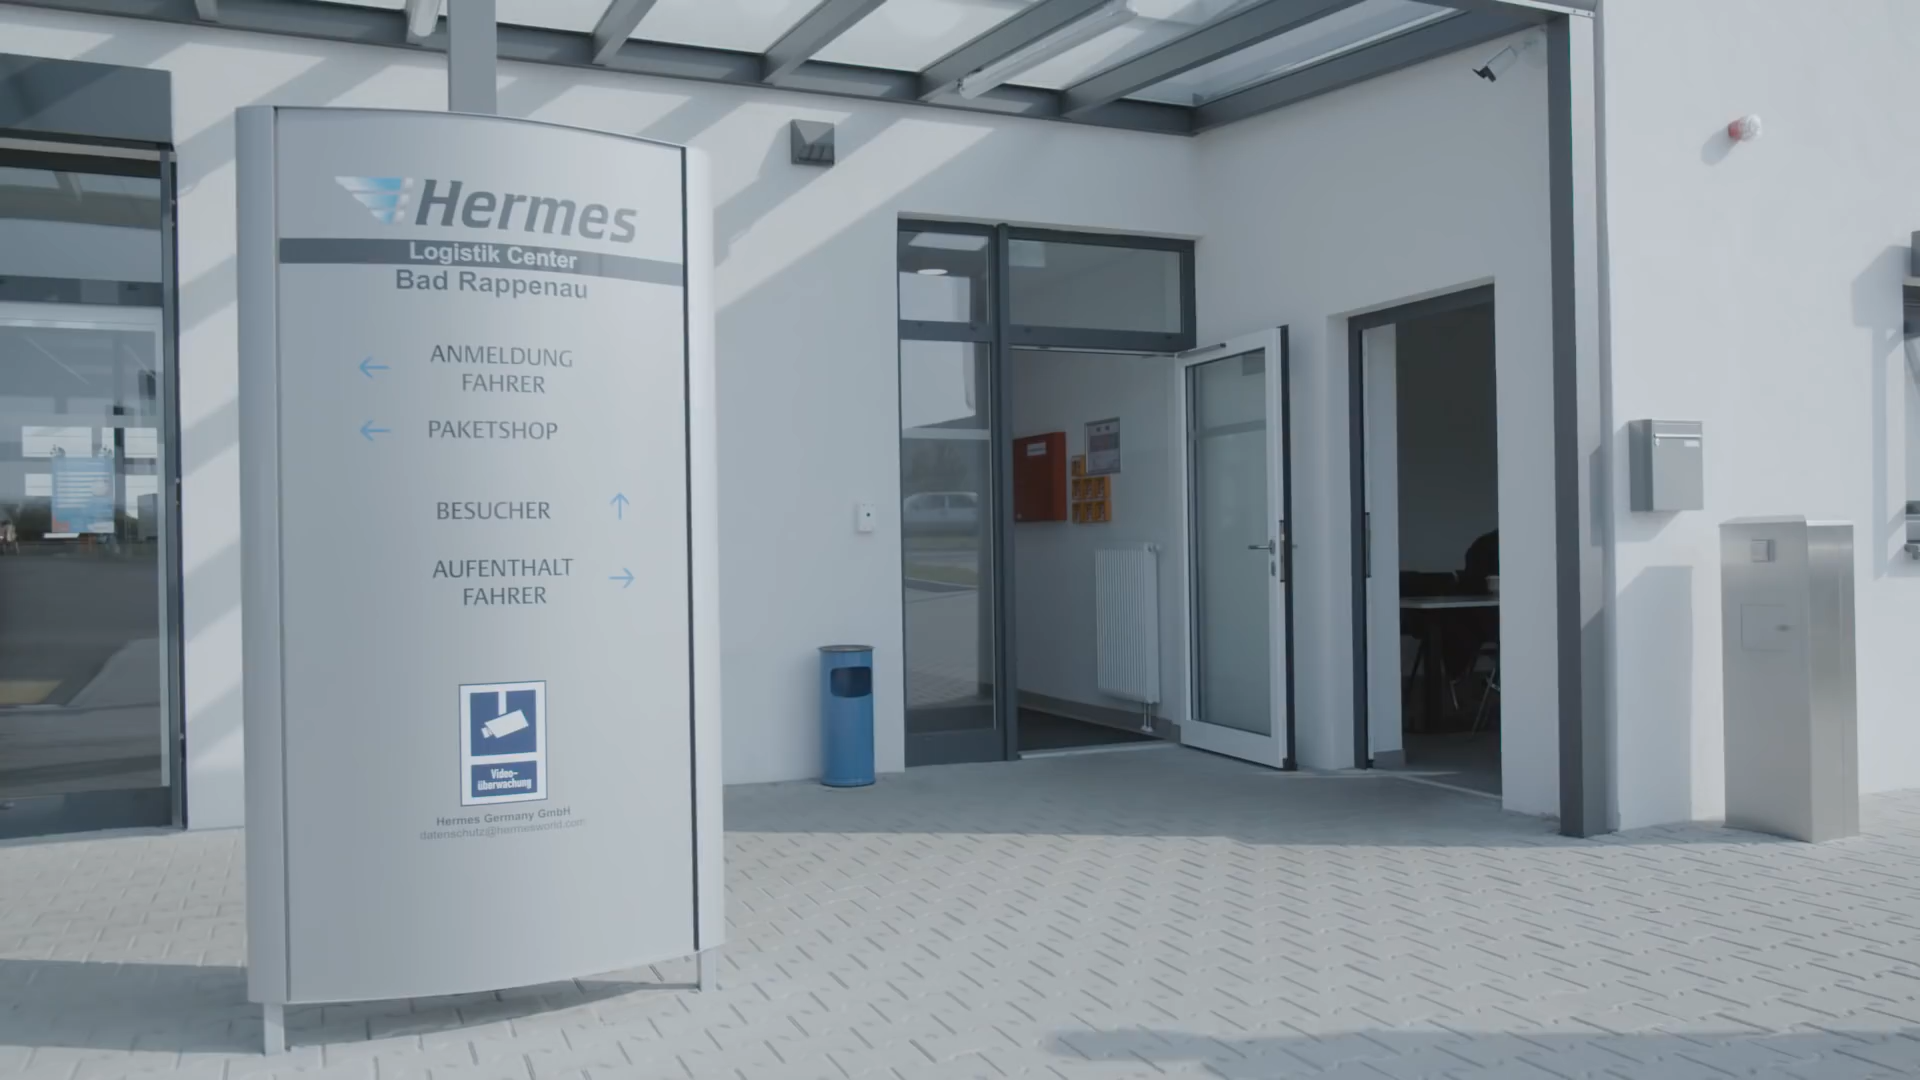 Hermes
Logistik Center
Bad Rappenau
ANMELDUNG
FAHRER
PAKETSHOP
BESUCHER
AUFENTHALT
FAHRER
Video-
überwachung
Hermes Germany GmbH
datenschutz@hermesworld.com